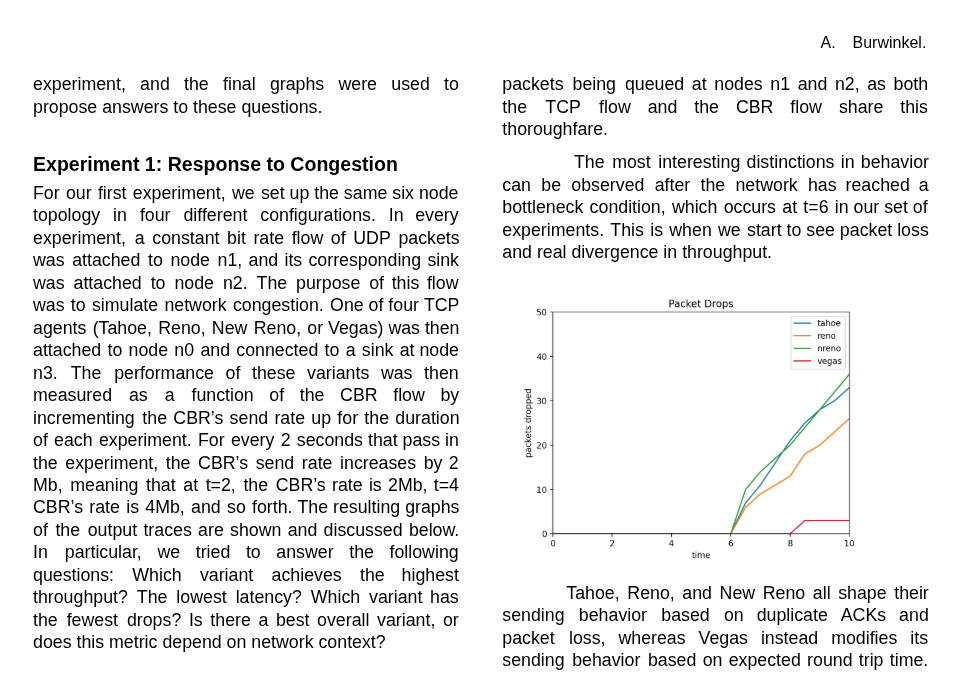 A. Burwinkel.
experiment, and the final graphs were used to
propose answers to these questions.
Experiment 1: Response to Congestion
For our first experiment, we set up the same six node
topology in four different configurations. In every
experiment, a constant bit rate flow of UDP packets
was attached to node n1, and its corresponding sink
was attached to node n2. The purpose of this flow
was to simulate network congestion. One of four TCP
agents (Tahoe, Reno, New Reno, or Vegas) was then
attached to node n0 and connected to a sink at node
n3. The performance of these variants was then
measured as a function of the CBR flow by
incrementing the CBR’s send rate up for the duration
of each experiment. For every 2 seconds that pass in
the experiment, the CBR’s send rate increases by 2
Mb, meaning that at t=2, the CBR’s rate is 2Mb, t=4
CBR’s rate is 4Mb, and so forth. The resulting graphs
of the output traces are shown and discussed below.
In particular, we tried to answer the following
questions: Which variant achieves the highest
throughput? The lowest latency? Which variant has
the fewest drops? Is there a best overall variant, or
does this metric depend on network context?
packets being queued at nodes n1 and n2, as both
the TCP flow and the CBR flow share this
thoroughfare.
The most interesting distinctions in behavior
can be observed after the network has reached a
bottleneck condition, which occurs at t=6 in our set of
experiments. This is when we start to see packet loss
and real divergence in throughput.
Packet Drops
50
40
30
20
10
0
packets dropped
tahoe
reno
nreno
vegas
0 2 4 6 8 10
time
Tahoe, Reno, and New Reno all shape their
sending behavior based on duplicate ACKs and
packet loss, whereas Vegas instead modifies its
sending behavior based on expected round trip time.